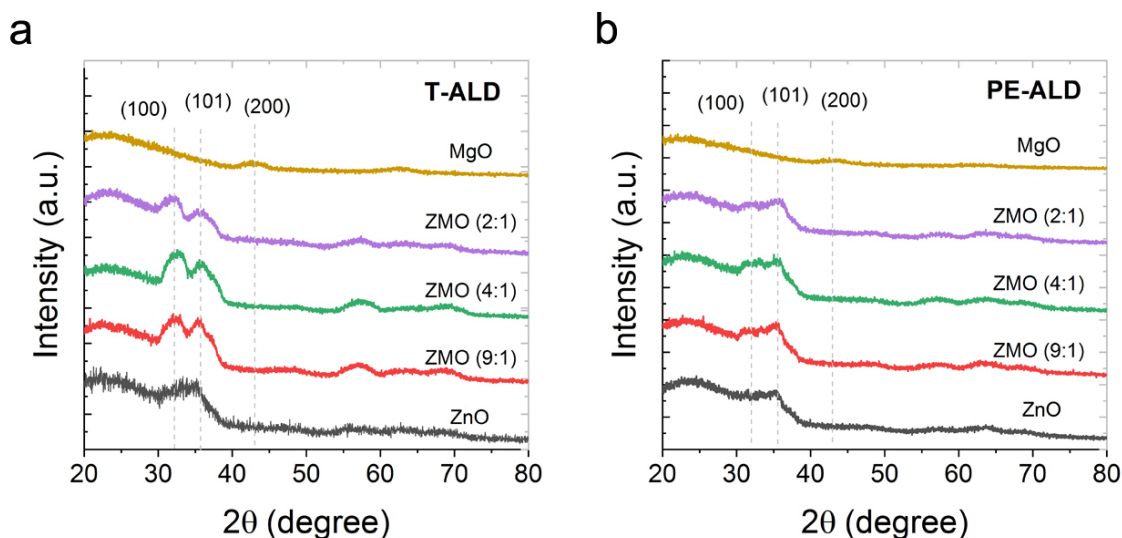 a
T-ALD
(100) (101) (200)
MgO
ZMO (2:1)
ZMO (4:1)
ZMO (9:1)
ZnO
Intensity (a.u.)
20 30 40 50 60 70 80
2θ (degree)
b
PE-ALD
(100) (101) (200)
MgO
ZMO (2:1)
ZMO (4:1)
ZMO (9:1)
ZnO
Intensity (a.u.)
20 30 40 50 60 70 80
2θ (degree)